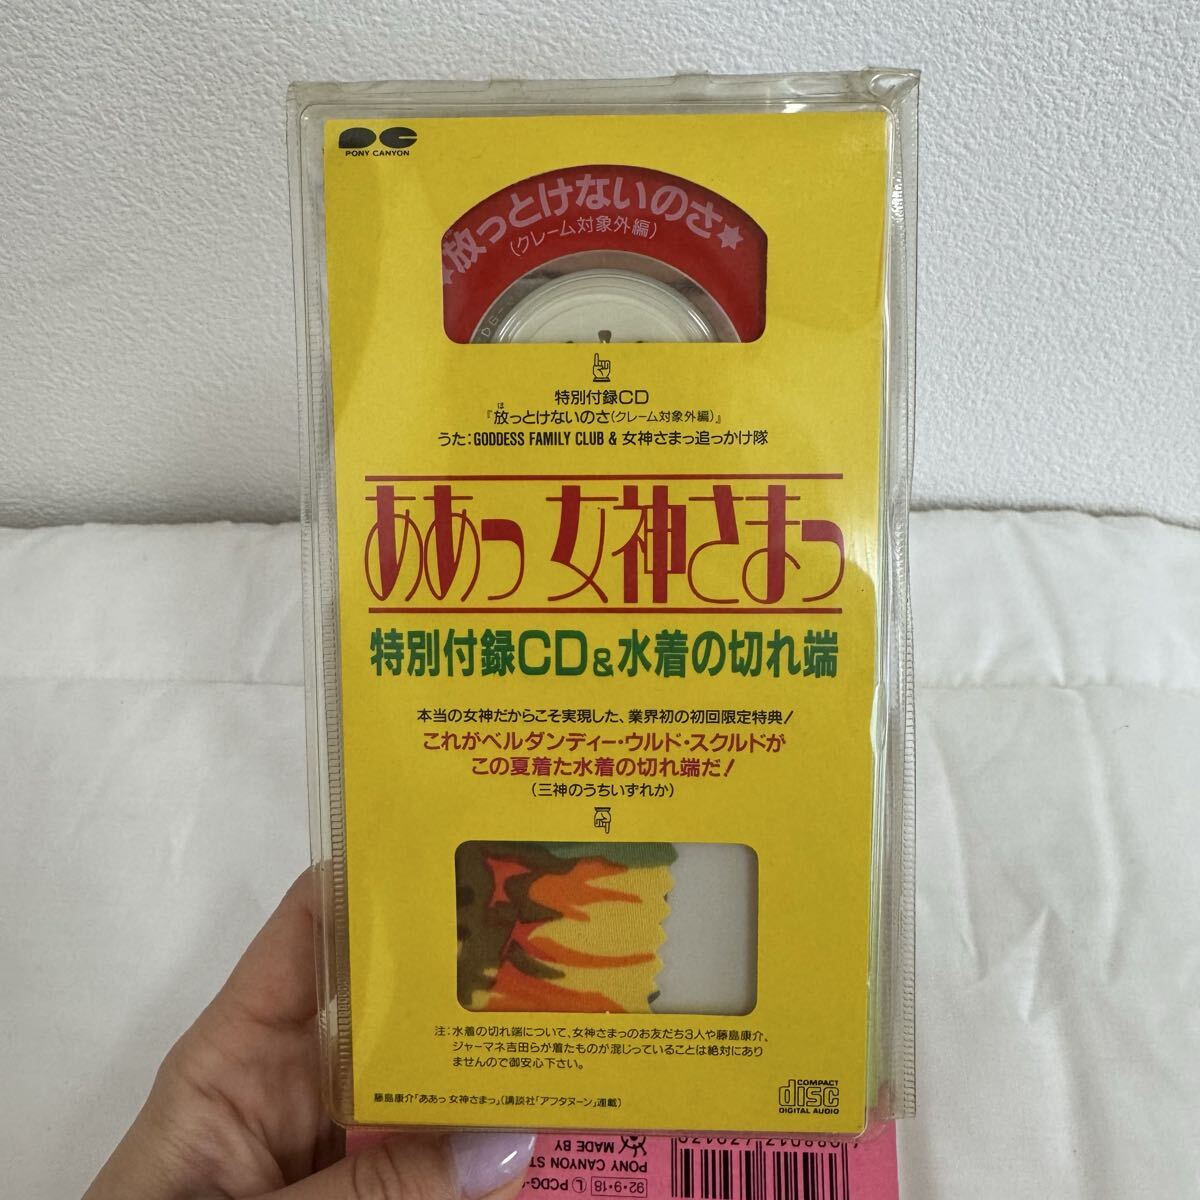 PONY CANYON
★放っとけないのさ★
(クレーム対象外編)
特別付録CD
ほ
『放っとけないのさ(クレーム対象外編)』
うた:GODDESS FAMILY CLUB & 女神さまっ追っかけ隊
ああっ女神さまっ
特別付録CD&水着の切れ端
本当の女神だからこそ実現した、業界初の初回限定特典!
これがベルダンディー・ウルド・スクルドが
この夏着た水着の切れ端だ!
(三神のうちいずれか)
注:水着の切れ端について、女神さまっのお友だち3人や藤島康介、
ジャーマネ吉田らが着たものが混じっていることは絶対にあり
ませんので御安心下さい。
藤島康介「ああっ女神さまっ」(講談社「アフタヌーン」連載)
COMPACT
disc
DIGITAL AUDIO
92・9・18 Ⓛ PCDG-
PONY CANYON
MADE BY